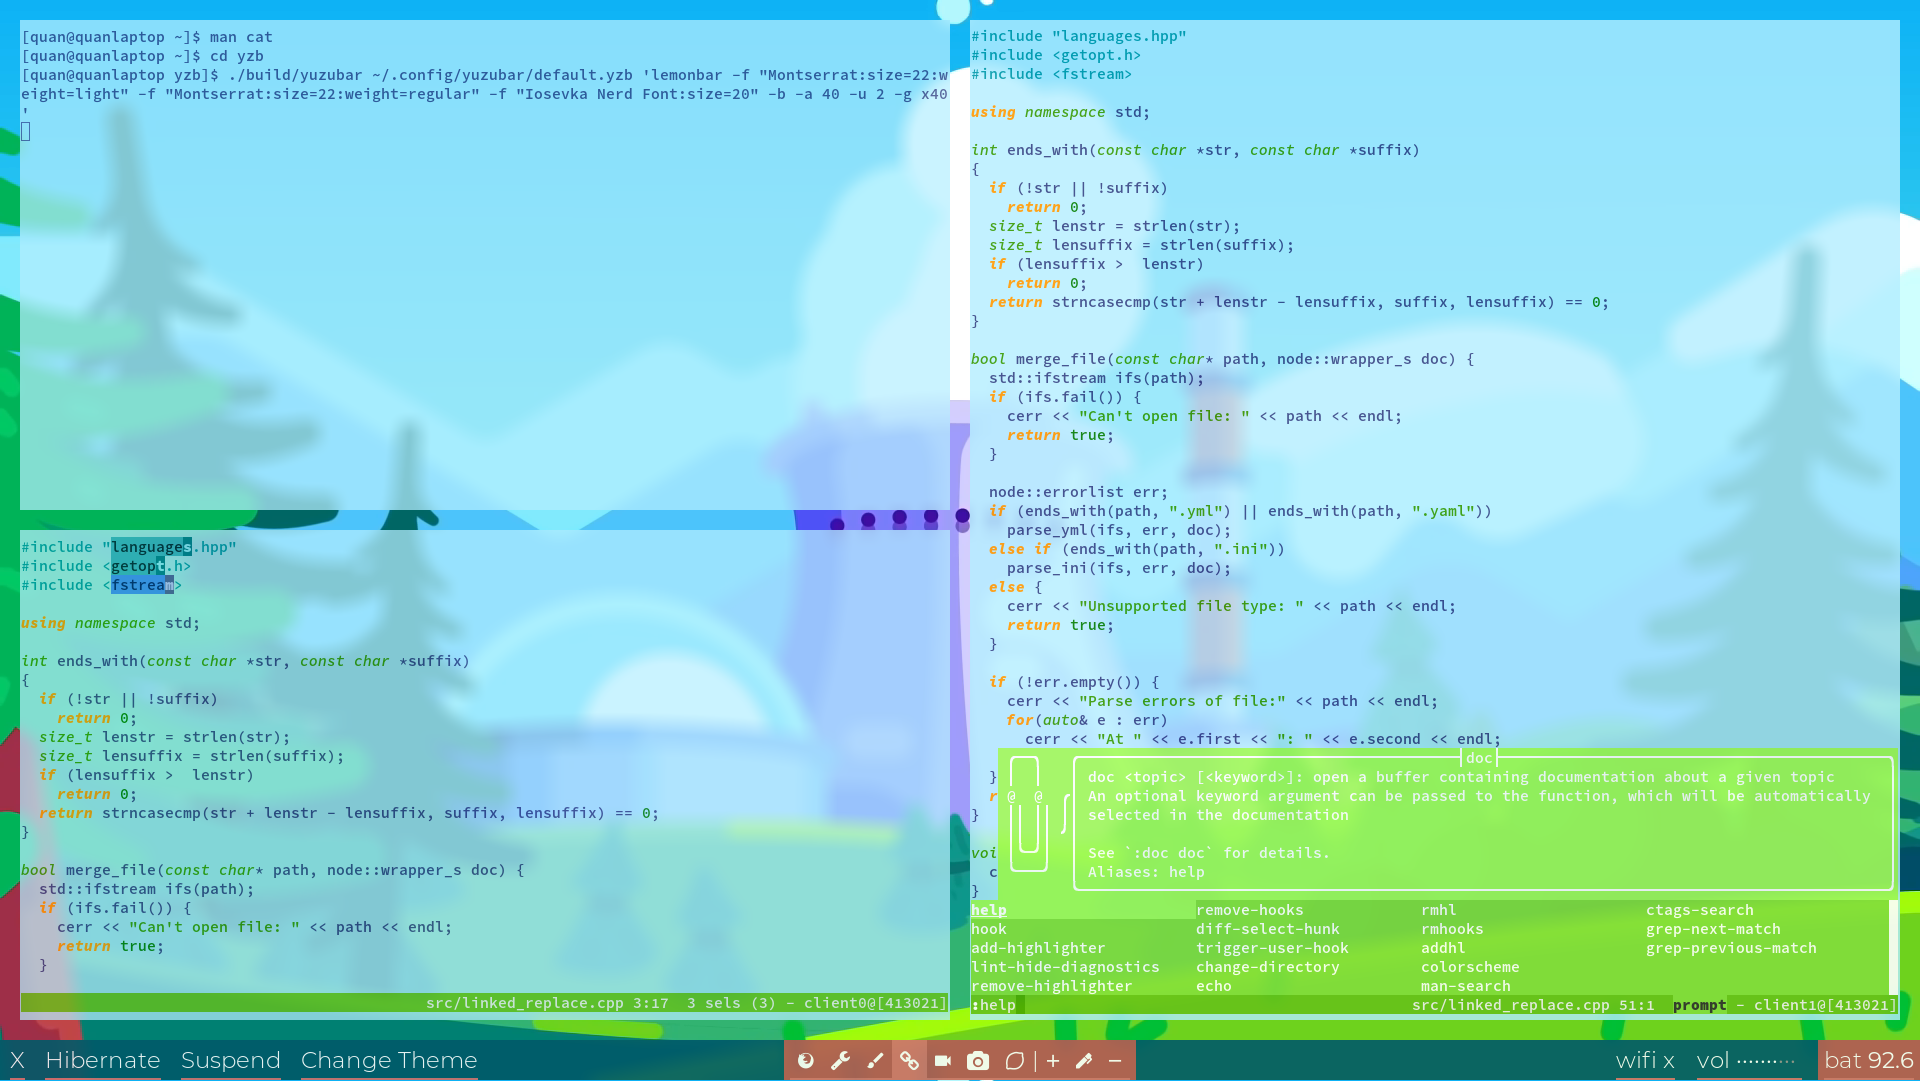 [quan@quanlaptop ~]$ man cat
[quan@quanlaptop ~]$ cd yzb
[quan@quanlaptop yzb]$ ./build/yuzubar ~/.config/yuzubar/default.yzb 'lemonbar -f "Montserrat:size=22:w
eight=light" -f "Montserrat:size=22:weight=regular" -f "Iosevka Nerd Font:size=20" -b -a 40 -u 2 -g x40
'
#include "languages.hpp"
#include <getopt.h>
#include <fstream>
using namespace std;
int ends_with(const char *str, const char *suffix)
{
  if (!str || !suffix)
    return 0;
  size_t lenstr = strlen(str);
  size_t lensuffix = strlen(suffix);
  if (lensuffix >  lenstr)
    return 0;
  return strncasecmp(str + lenstr - lensuffix, suffix, lensuffix) == 0;
}
bool merge_file(const char* path, node::wrapper_s doc) {
  std::ifstream ifs(path);
  if (ifs.fail()) {
    cerr << "Can't open file: " << path << endl;
    return true;
  }
src/linked_replace.cpp 3:17  3 sels (3) - client0@[413021]
#include "languages.hpp"
#include <getopt.h>
#include <fstream>
using namespace std;
int ends_with(const char *str, const char *suffix)
{
  if (!str || !suffix)
    return 0;
  size_t lenstr = strlen(str);
  size_t lensuffix = strlen(suffix);
  if (lensuffix >  lenstr)
    return 0;
  return strncasecmp(str + lenstr - lensuffix, suffix, lensuffix) == 0;
}
bool merge_file(const char* path, node::wrapper_s doc) {
  std::ifstream ifs(path);
  if (ifs.fail()) {
    cerr << "Can't open file: " << path << endl;
    return true;
  }
  node::errorlist err;
  if (ends_with(path, ".yml") || ends_with(path, ".yaml"))
    parse_yml(ifs, err, doc);
  else if (ends_with(path, ".ini"))
    parse_ini(ifs, err, doc);
  else {
    cerr << "Unsupported file type: " << path << endl;
    return true;
  }
  if (!err.empty()) {
    cerr << "Parse errors of file:" << path << endl;
    for(auto& e : err)
      cerr << "At " << e.first << ": " << e.second << endl;
  }
  r
}
voi
  c
}
doc
doc <topic> [<keyword>]: open a buffer containing documentation about a given topic
@  @ An optional keyword argument can be passed to the function, which will be automatically
selected in the documentation
See `:doc doc` for details.
Aliases: help
help remove-hooks rmhl ctags-search
hook diff-select-hunk rmhooks grep-next-match
add-highlighter trigger-user-hook addhl grep-previous-match
lint-hide-diagnostics change-directory colorscheme
remove-highlighter echo man-search
:help src/linked_replace.cpp 51:1  prompt - client1@[413021]
X Hibernate Suspend Change Theme | + − wifi x vol ·········· bat 92.6